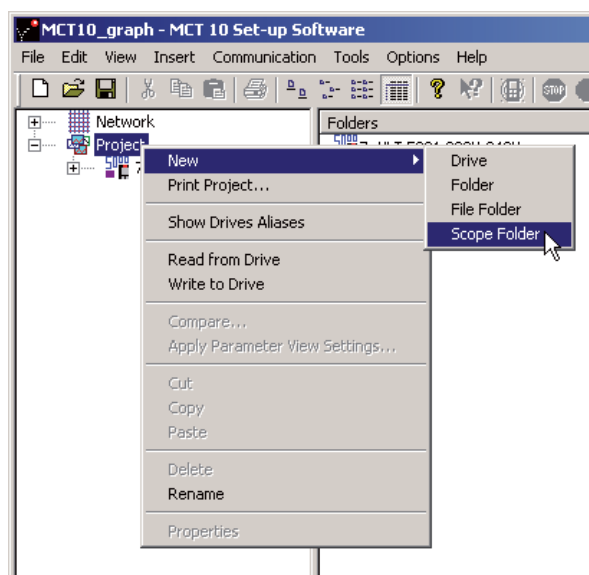 MCT10_graph - MCT 10 Set-up Software
File Edit View Insert Communication Tools Options Help
STOP
Network
Folders
Project
New
Drive
Print Project...
Folder
File Folder
Show Drives Aliases
Scope Folder
Read from Drive
Write to Drive
Compare...
Apply Parameter View Settings...
Cut
Copy
Paste
Delete
Rename
Properties